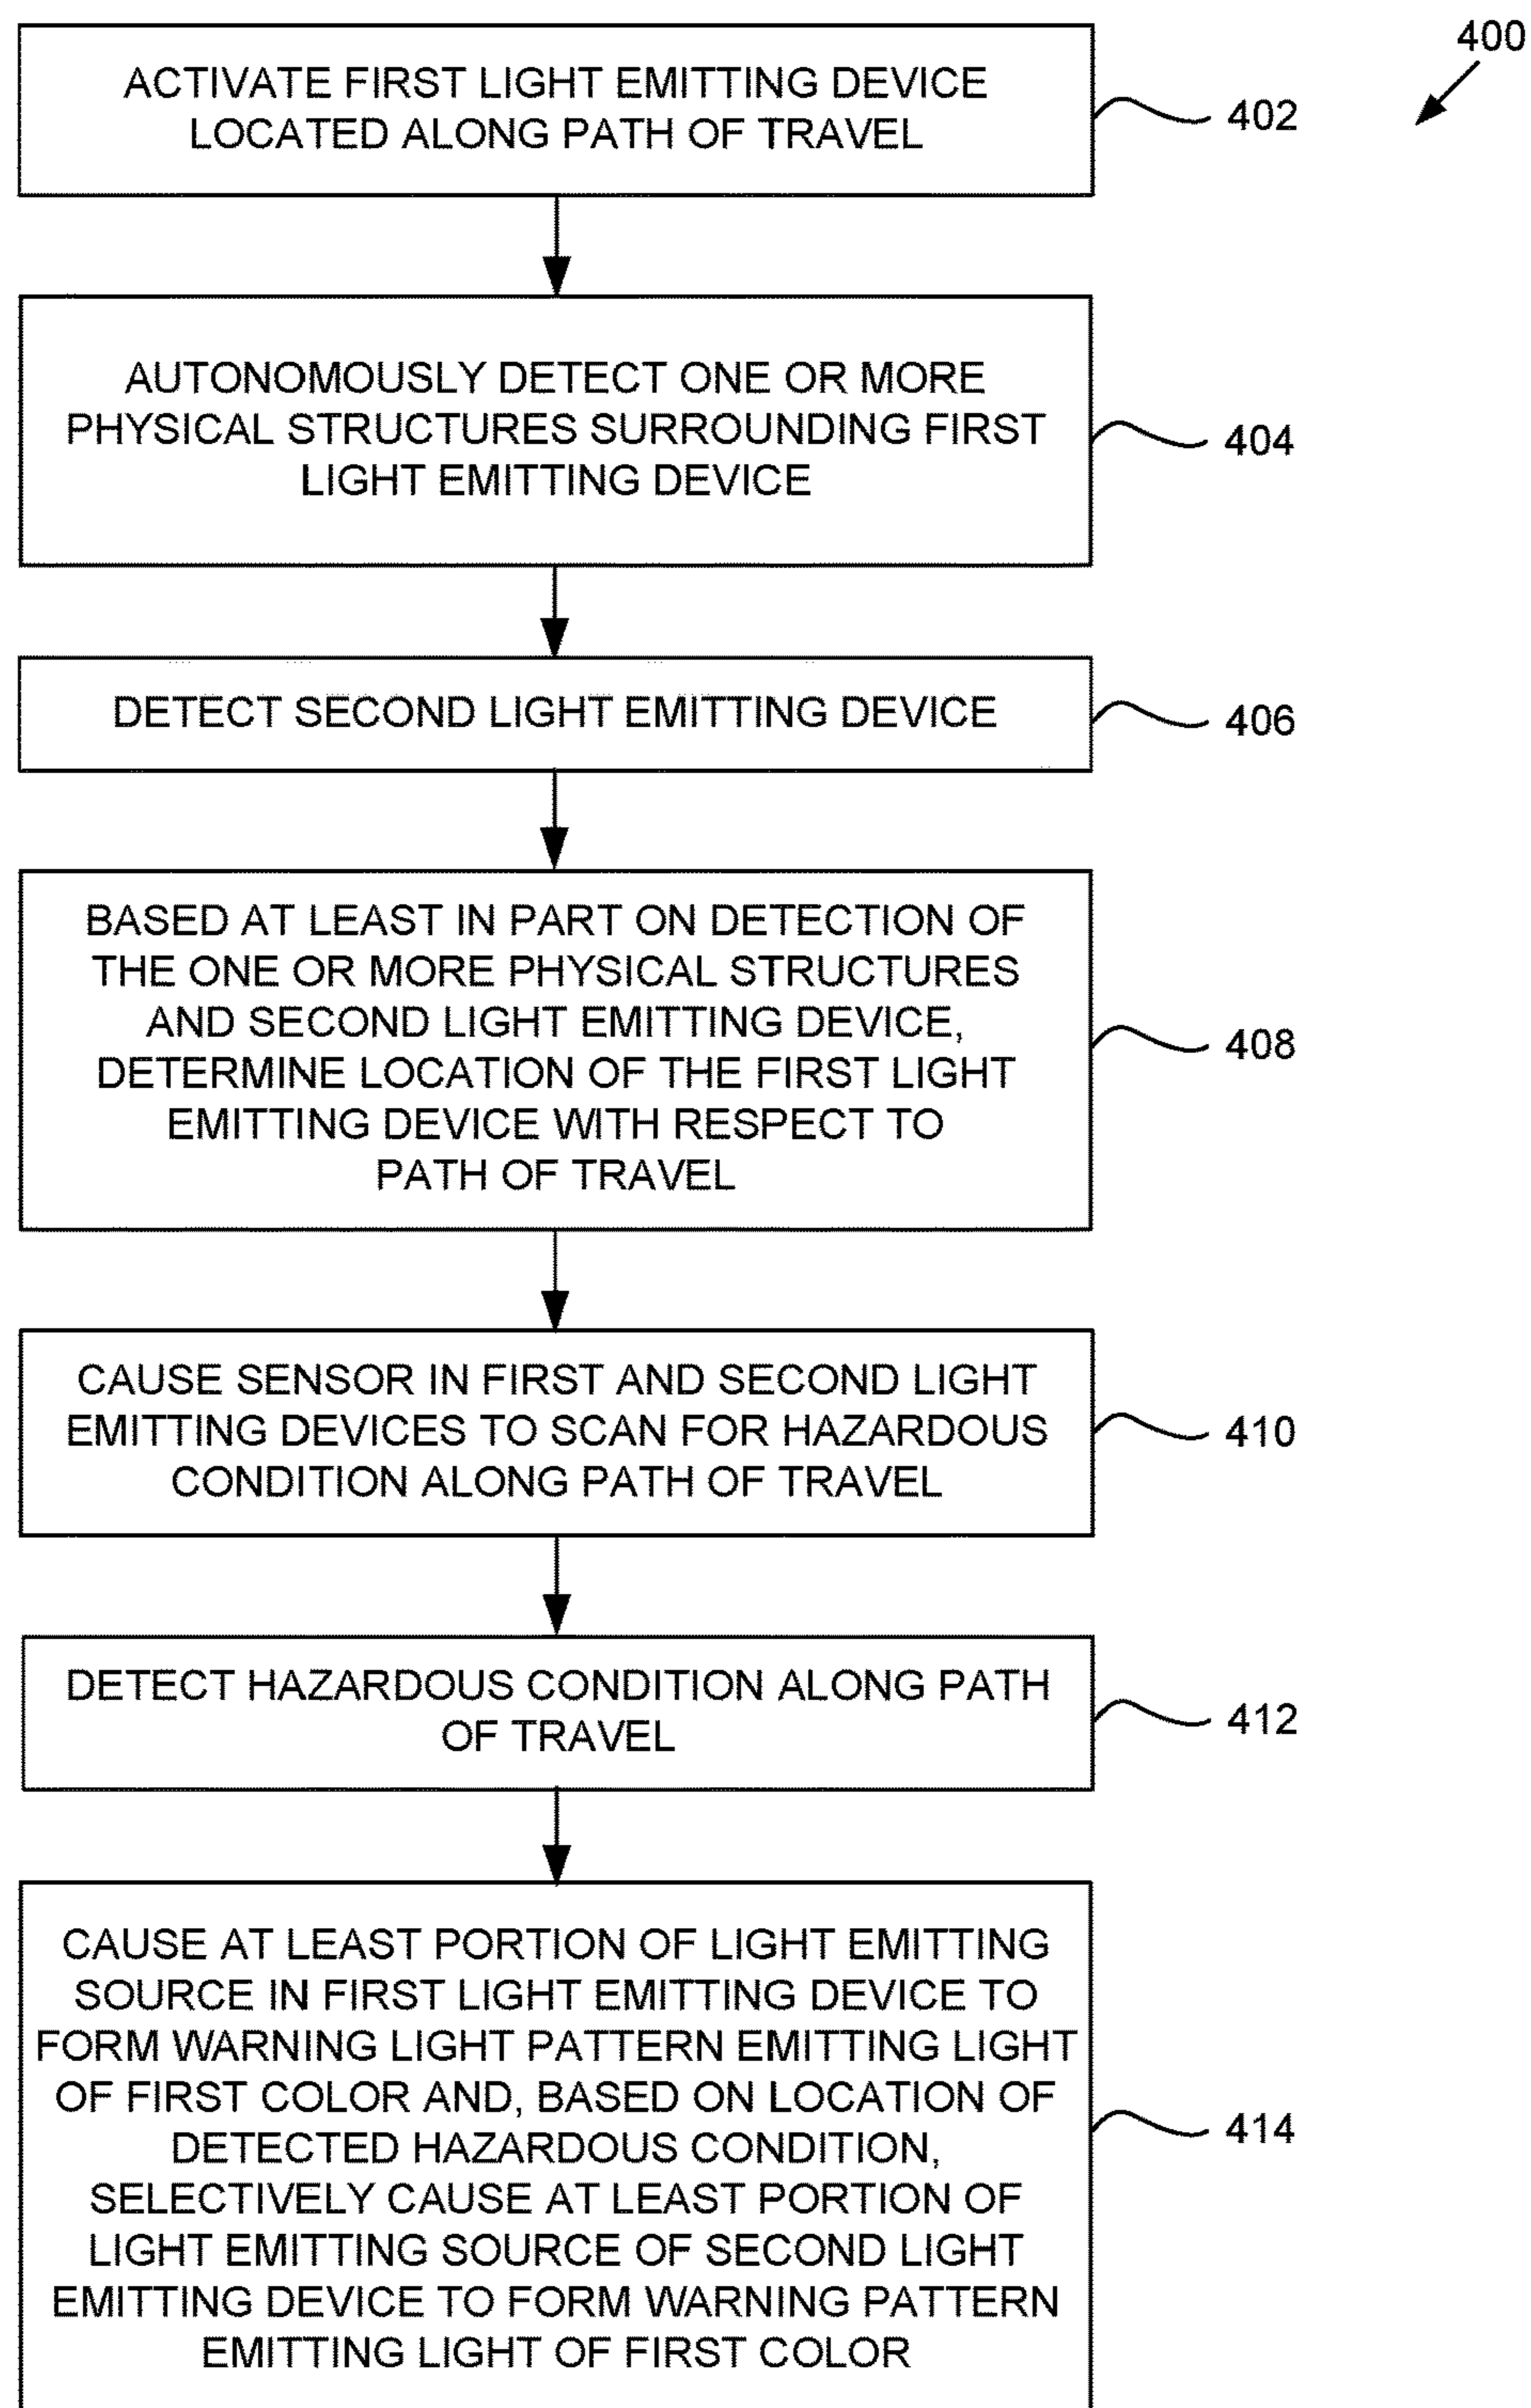 400
ACTIVATE FIRST LIGHT EMITTING DEVICE
LOCATED ALONG PATH OF TRAVEL
402
AUTONOMOUSLY DETECT ONE OR MORE
PHYSICAL STRUCTURES SURROUNDING FIRST
LIGHT EMITTING DEVICE
404
DETECT SECOND LIGHT EMITTING DEVICE
406
BASED AT LEAST IN PART ON DETECTION OF
THE ONE OR MORE PHYSICAL STRUCTURES
AND SECOND LIGHT EMITTING DEVICE,
DETERMINE LOCATION OF THE FIRST LIGHT
EMITTING DEVICE WITH RESPECT TO
PATH OF TRAVEL
408
CAUSE SENSOR IN FIRST AND SECOND LIGHT
EMITTING DEVICES TO SCAN FOR HAZARDOUS
CONDITION ALONG PATH OF TRAVEL
410
DETECT HAZARDOUS CONDITION ALONG PATH
OF TRAVEL
412
CAUSE AT LEAST PORTION OF LIGHT EMITTING
SOURCE IN FIRST LIGHT EMITTING DEVICE TO
FORM WARNING LIGHT PATTERN EMITTING LIGHT
OF FIRST COLOR AND, BASED ON LOCATION OF
DETECTED HAZARDOUS CONDITION,
SELECTIVELY CAUSE AT LEAST PORTION OF
LIGHT EMITTING SOURCE OF SECOND LIGHT
EMITTING DEVICE TO FORM WARNING PATTERN
EMITTING LIGHT OF FIRST COLOR
414